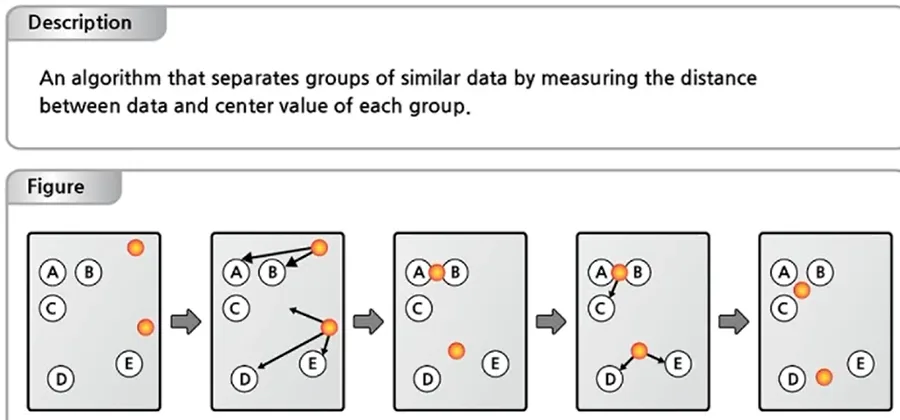 Description
An algorithm that separates groups of similar data by measuring the distance
between data and center value of each group.
Figure
A B
C
D E
A B
C
D E
A B
C
D E
A B
C
D E
A B
C
D E